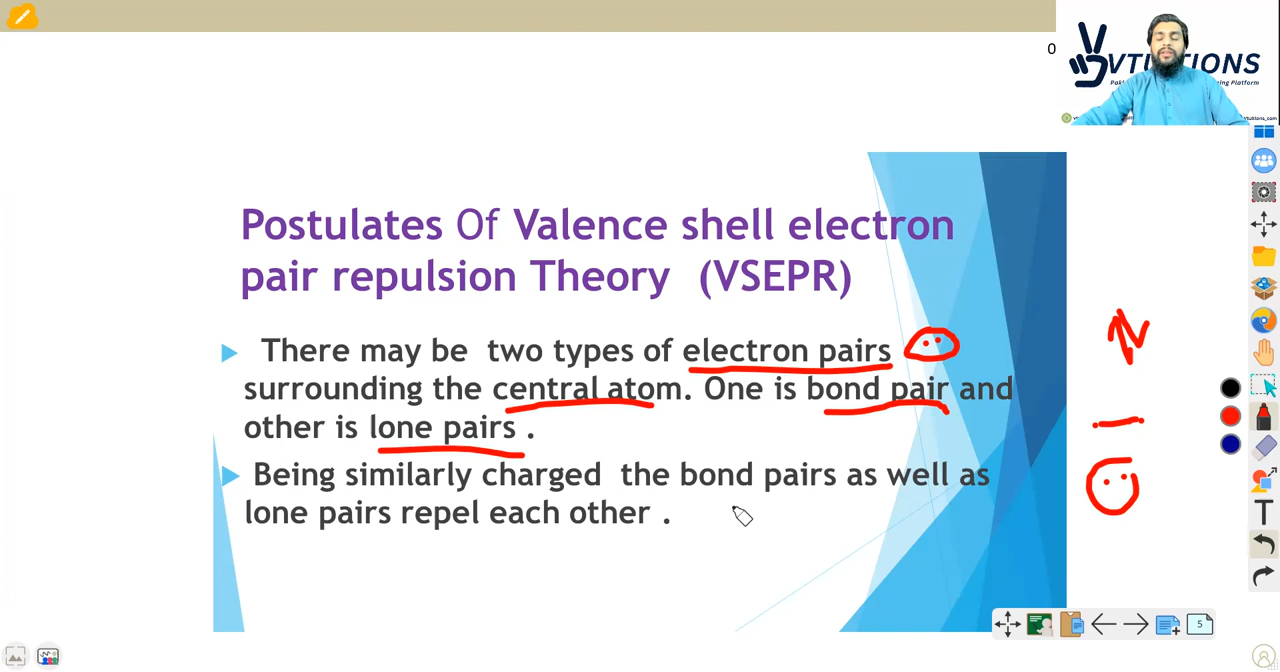 0
VTUTIONS
Postulates Of Valence shell electron
pair repulsion Theory (VSEPR)
There may be two types of electron pairs
surrounding the central atom. One is bond pair and
other is lone pairs .
Being similarly charged the bond pairs as well as
lone pairs repel each other .
N
T
5